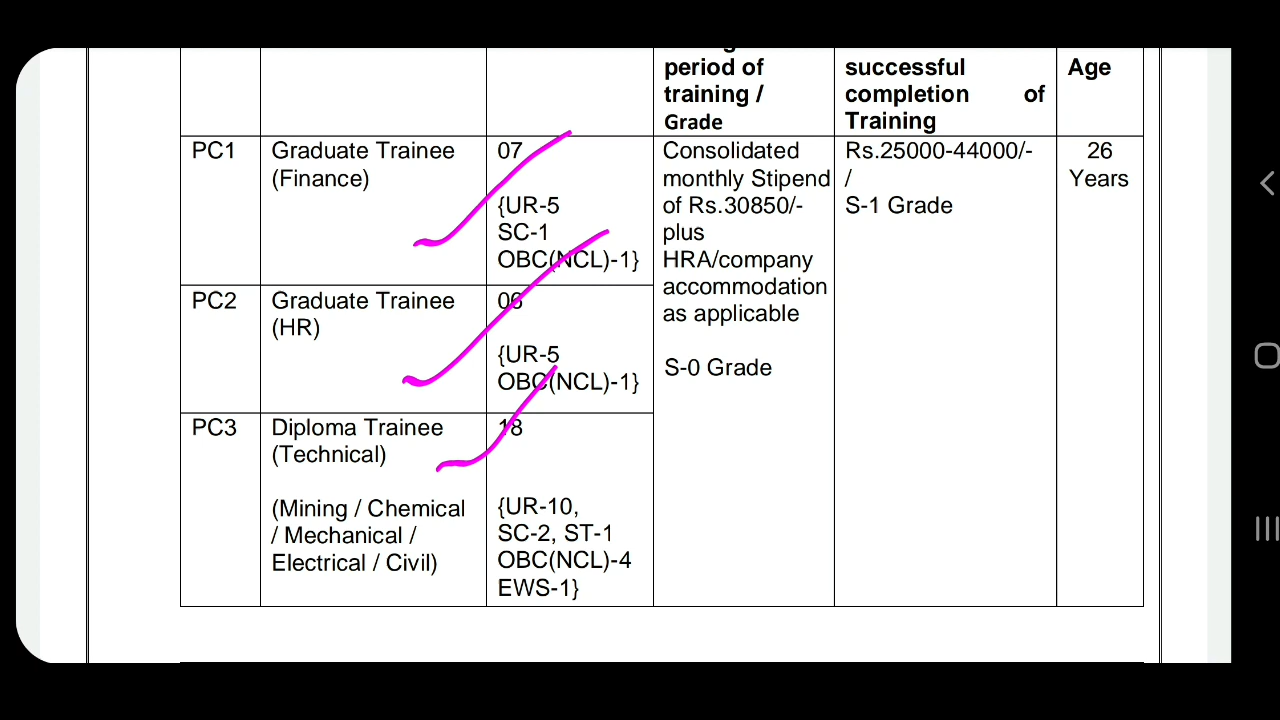 period of
training /
Grade
successful
completion of
Training
Age
PC1
Graduate Trainee
(Finance)
07
{UR-5
SC-1
OBC(NCL)-1}
Consolidated
monthly Stipend
of Rs.30850/-
plus
HRA/company
accommodation
as applicable
S-0 Grade
Rs.25000-44000/-
/
S-1 Grade
26
Years
PC2
Graduate Trainee
(HR)
06
{UR-5
OBC(NCL)-1}
PC3
Diploma Trainee
(Technical)
(Mining / Chemical
/ Mechanical /
Electrical / Civil)
18
{UR-10,
SC-2, ST-1
OBC(NCL)-4
EWS-1}